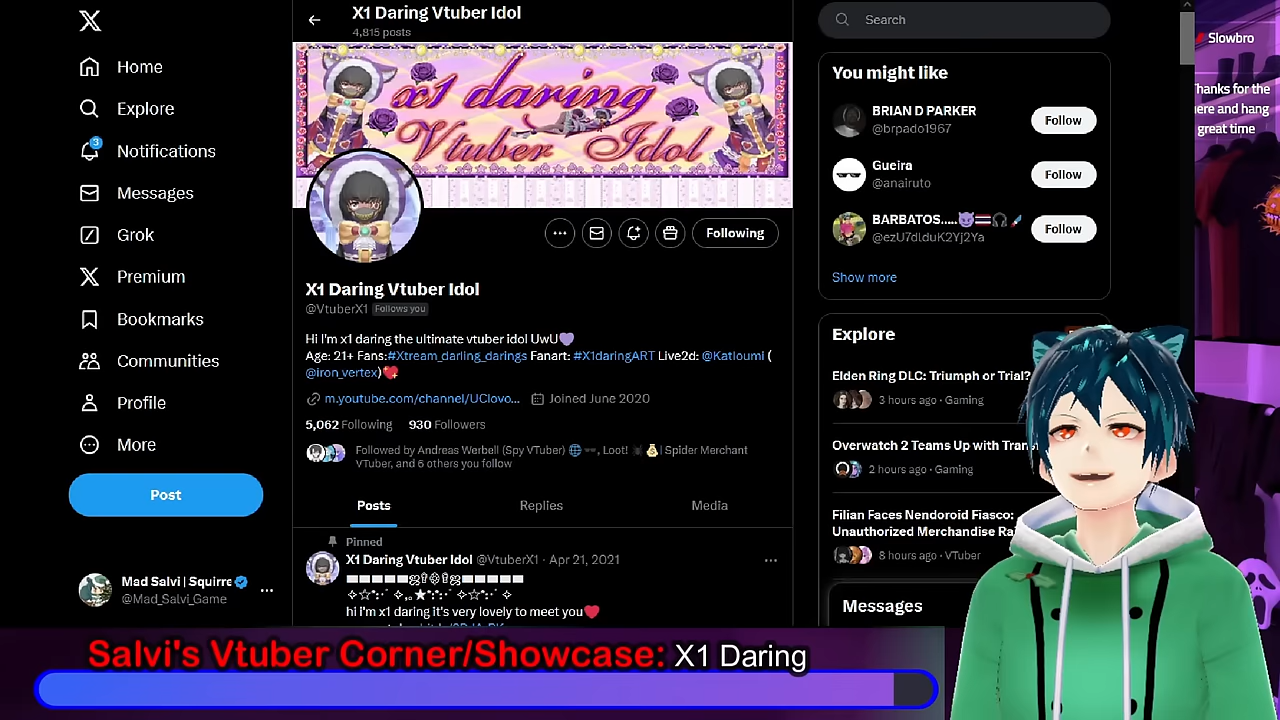 X1 Daring Vtuber Idol
4,815 posts
Home
Explore
3
Notifications
Messages
Grok
Premium
Bookmarks
Communities
Profile
More
Post
Mad Salvi | Squirre
@Mad_Salvi_Game
x1 daring
Vtuber Idol
Following
X1 Daring Vtuber Idol
@VtuberX1 Follows you
Hi I'm x1 daring the ultimate vtuber idol UwU💜
Age: 21+ Fans:#Xtream_darling_darings Fanart: #X1daringART Live2d: @Katloumi (
@iron_vertex)💖
m.youtube.com/channel/UClovo... Joined June 2020
5,062 Following 930 Followers
Followed by Andreas Werbell (Spy VTuber) 🌐🕶️, Loot! 🕷️💰| Spider Merchant
VTuber, and 6 others you follow
Posts Replies Media
Pinned
X1 Daring Vtuber Idol @VtuberX1 · Apr 21, 2021
hi i'm x1 daring it's very lovely to meet you❤️
Search
You might like
BRIAN D PARKER
@brpado1967
Follow
Gueira
@anairuto
Follow
BARBATOS.....😈🇹🇭🎧
@ezU7dlduK2Yj2Ya
Follow
Show more
Explore
Elden Ring DLC: Triumph or Trial?
3 hours ago · Gaming
Overwatch 2 Teams Up with Tran
2 hours ago · Gaming
Filian Faces Nendoroid Fiasco:
Unauthorized Merchandise Ra
8 hours ago · VTuber
Messages
Slowbro
hanks for the
ere and hang
great time
Salvi's Vtuber Corner/Showcase: X1 Daring